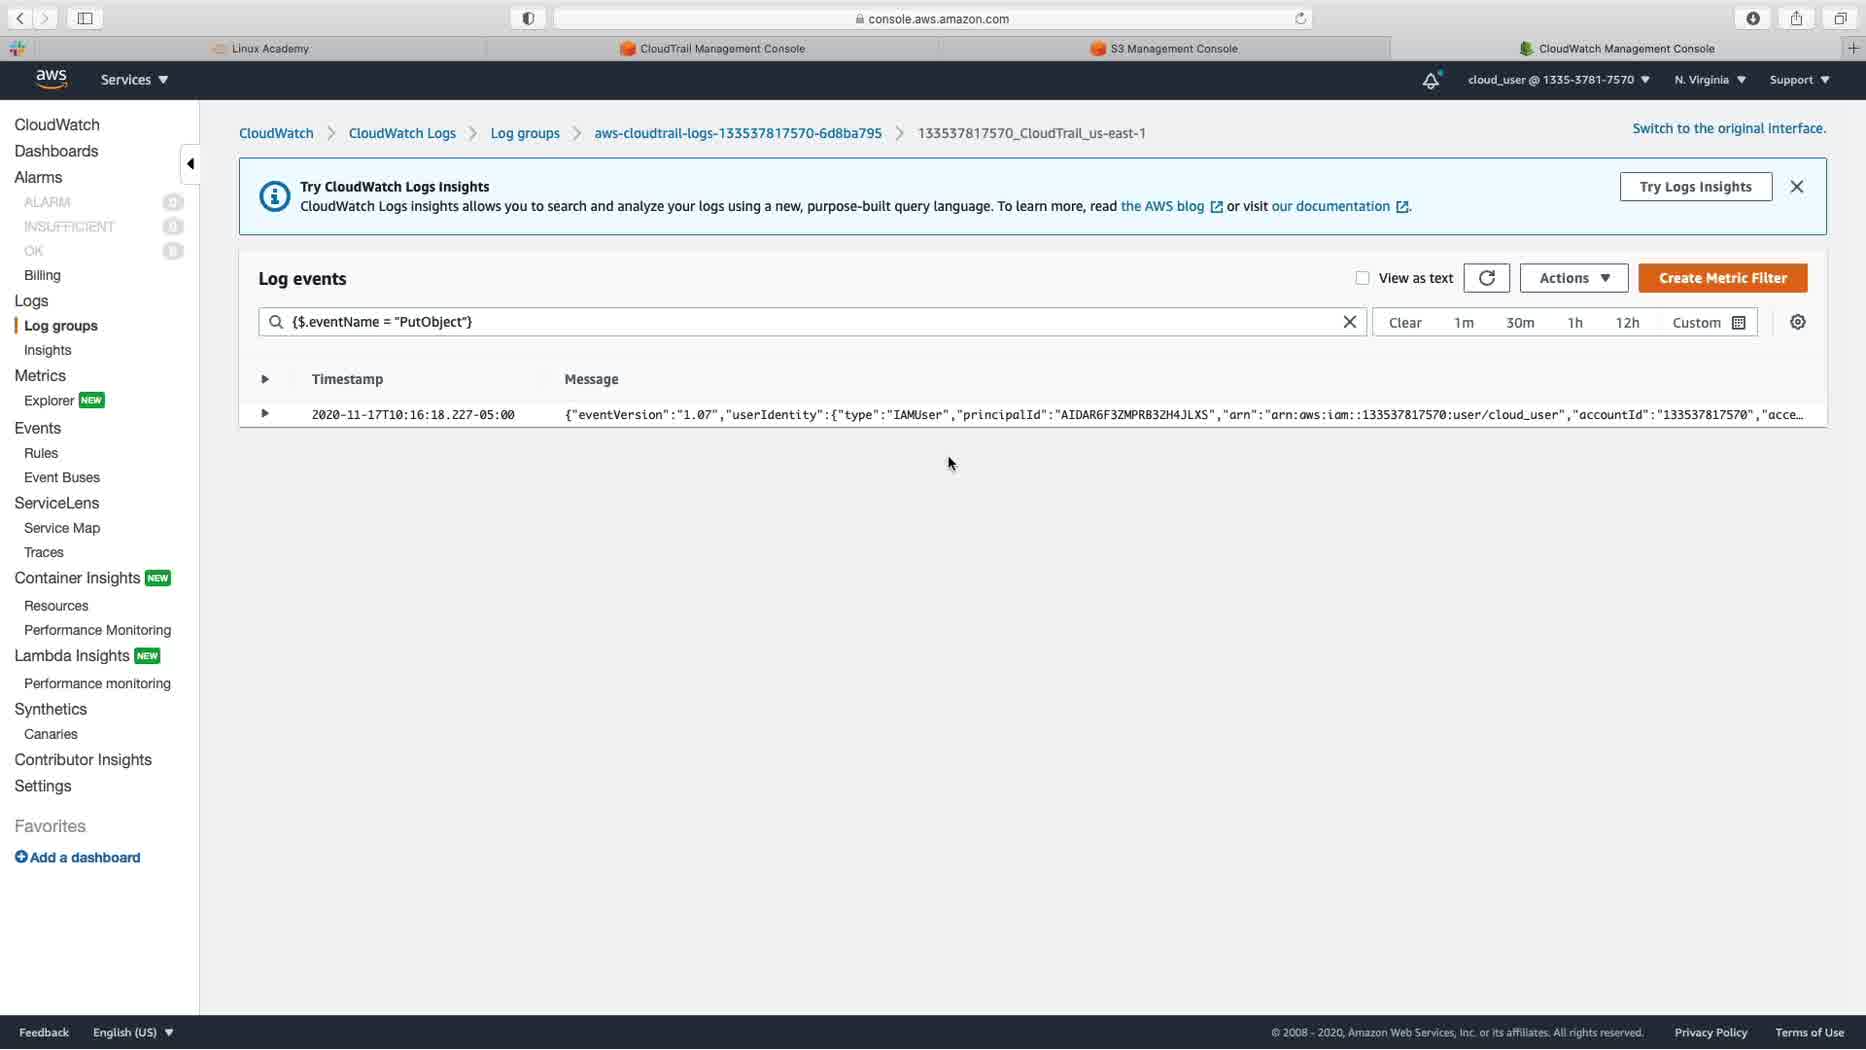 console.aws.amazon.com
Linux Academy
CloudTrail Management Console
S3 Management Console
CloudWatch Management Console
aws
Services
cloud_user @ 1335-3781-7570
N. Virginia
Support
CloudWatch
Dashboards
Alarms
ALARM 0
INSUFFICIENT 0
OK 0
Billing
Logs
Log groups
Insights
Metrics
Explorer NEW
Events
Rules
Event Buses
ServiceLens
Service Map
Traces
Container Insights NEW
Resources
Performance Monitoring
Lambda Insights NEW
Performance monitoring
Synthetics
Canaries
Contributor Insights
Settings
Favorites
Add a dashboard
CloudWatch > CloudWatch Logs > Log groups > aws-cloudtrail-logs-133537817570-6d8ba795 > 133537817570_CloudTrail_us-east-1
Switch to the original interface.
Try CloudWatch Logs Insights
CloudWatch Logs insights allows you to search and analyze your logs using a new, purpose-built query language. To learn more, read the AWS blog or visit our documentation.
Try Logs Insights
Log events
View as text
Actions
Create Metric Filter
{$.eventName = "PutObject"}
Clear 1m 30m 1h 12h Custom
Timestamp Message
2020-11-17T10:16:18.227-05:00 {"eventVersion":"1.07","userIdentity":{"type":"IAMUser","principalId":"AIDAR6F3ZMPRB32H4JLXS","arn":"arn:aws:iam::133537817570:user/cloud_user","accountId":"133537817570","acce…
Feedback
English (US)
© 2008 - 2020, Amazon Web Services, Inc. or its affiliates. All rights reserved.
Privacy Policy
Terms of Use